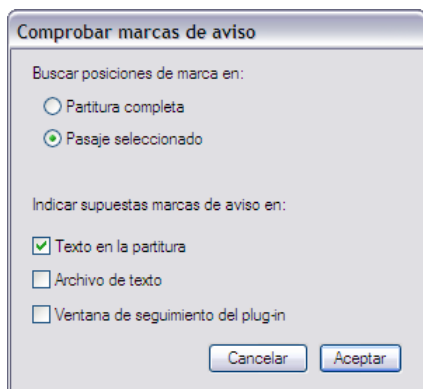 Comprobar marcas de aviso
Buscar posiciones de marca en:
Partitura completa
Pasaje seleccionado
Indicar supuestas marcas de aviso en:
Texto en la partitura
Archivo de texto
Ventana de seguimiento del plug-in
Cancelar Aceptar